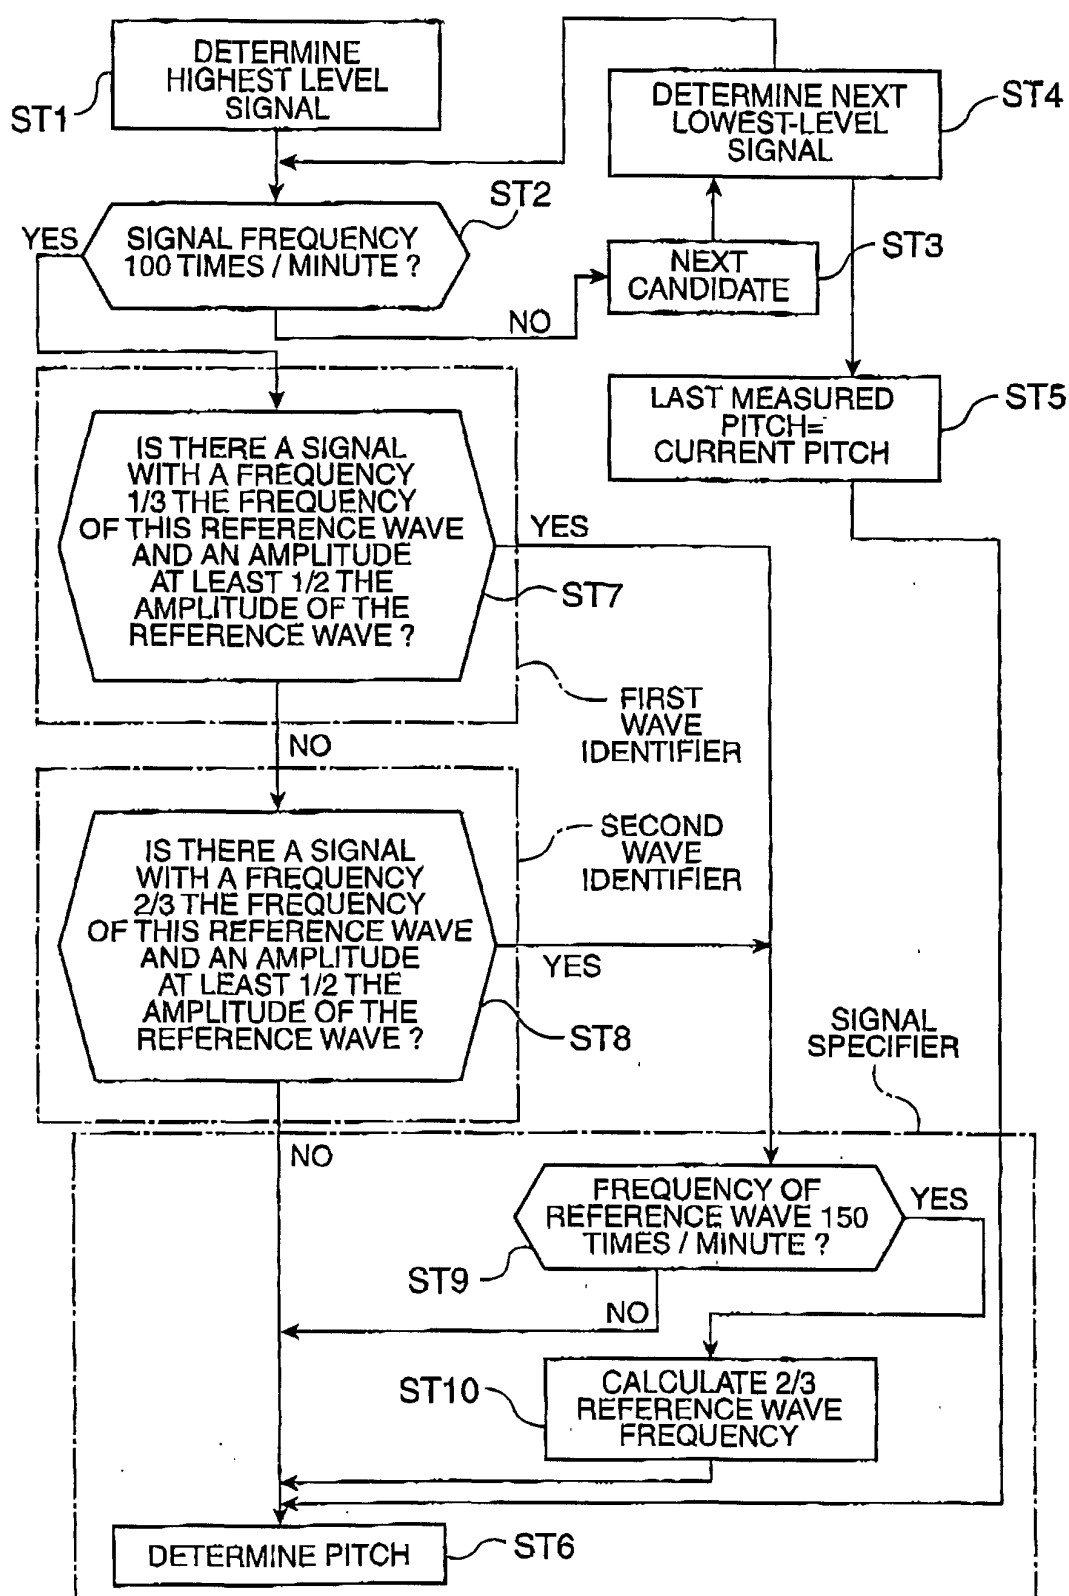 DETERMINE
HIGHEST LEVEL
SIGNAL
ST1
DETERMINE NEXT
LOWEST-LEVEL
SIGNAL
ST4
ST2
YES
SIGNAL FREQUENCY
100 TIMES / MINUTE ?
NO
NEXT
CANDIDATE
ST3
LAST MEASURED
PITCH=
CURRENT PITCH
ST5
IS THERE A SIGNAL
WITH A FREQUENCY
1/3 THE FREQUENCY
OF THIS REFERENCE WAVE
AND AN AMPLITUDE
AT LEAST 1/2 THE
AMPLITUDE OF THE
REFERENCE WAVE ?
YES
ST7
FIRST
WAVE
IDENTIFIER
NO
SECOND
WAVE
IDENTIFIER
IS THERE A SIGNAL
WITH A FREQUENCY
2/3 THE FREQUENCY
OF THIS REFERENCE WAVE
AND AN AMPLITUDE
AT LEAST 1/2 THE
AMPLITUDE OF THE
REFERENCE WAVE ?
YES
ST8
SIGNAL
SPECIFIER
NO
FREQUENCY OF
REFERENCE WAVE 150
TIMES / MINUTE ?
YES
ST9
NO
ST10
CALCULATE 2/3
REFERENCE WAVE
FREQUENCY
DETERMINE PITCH
ST6